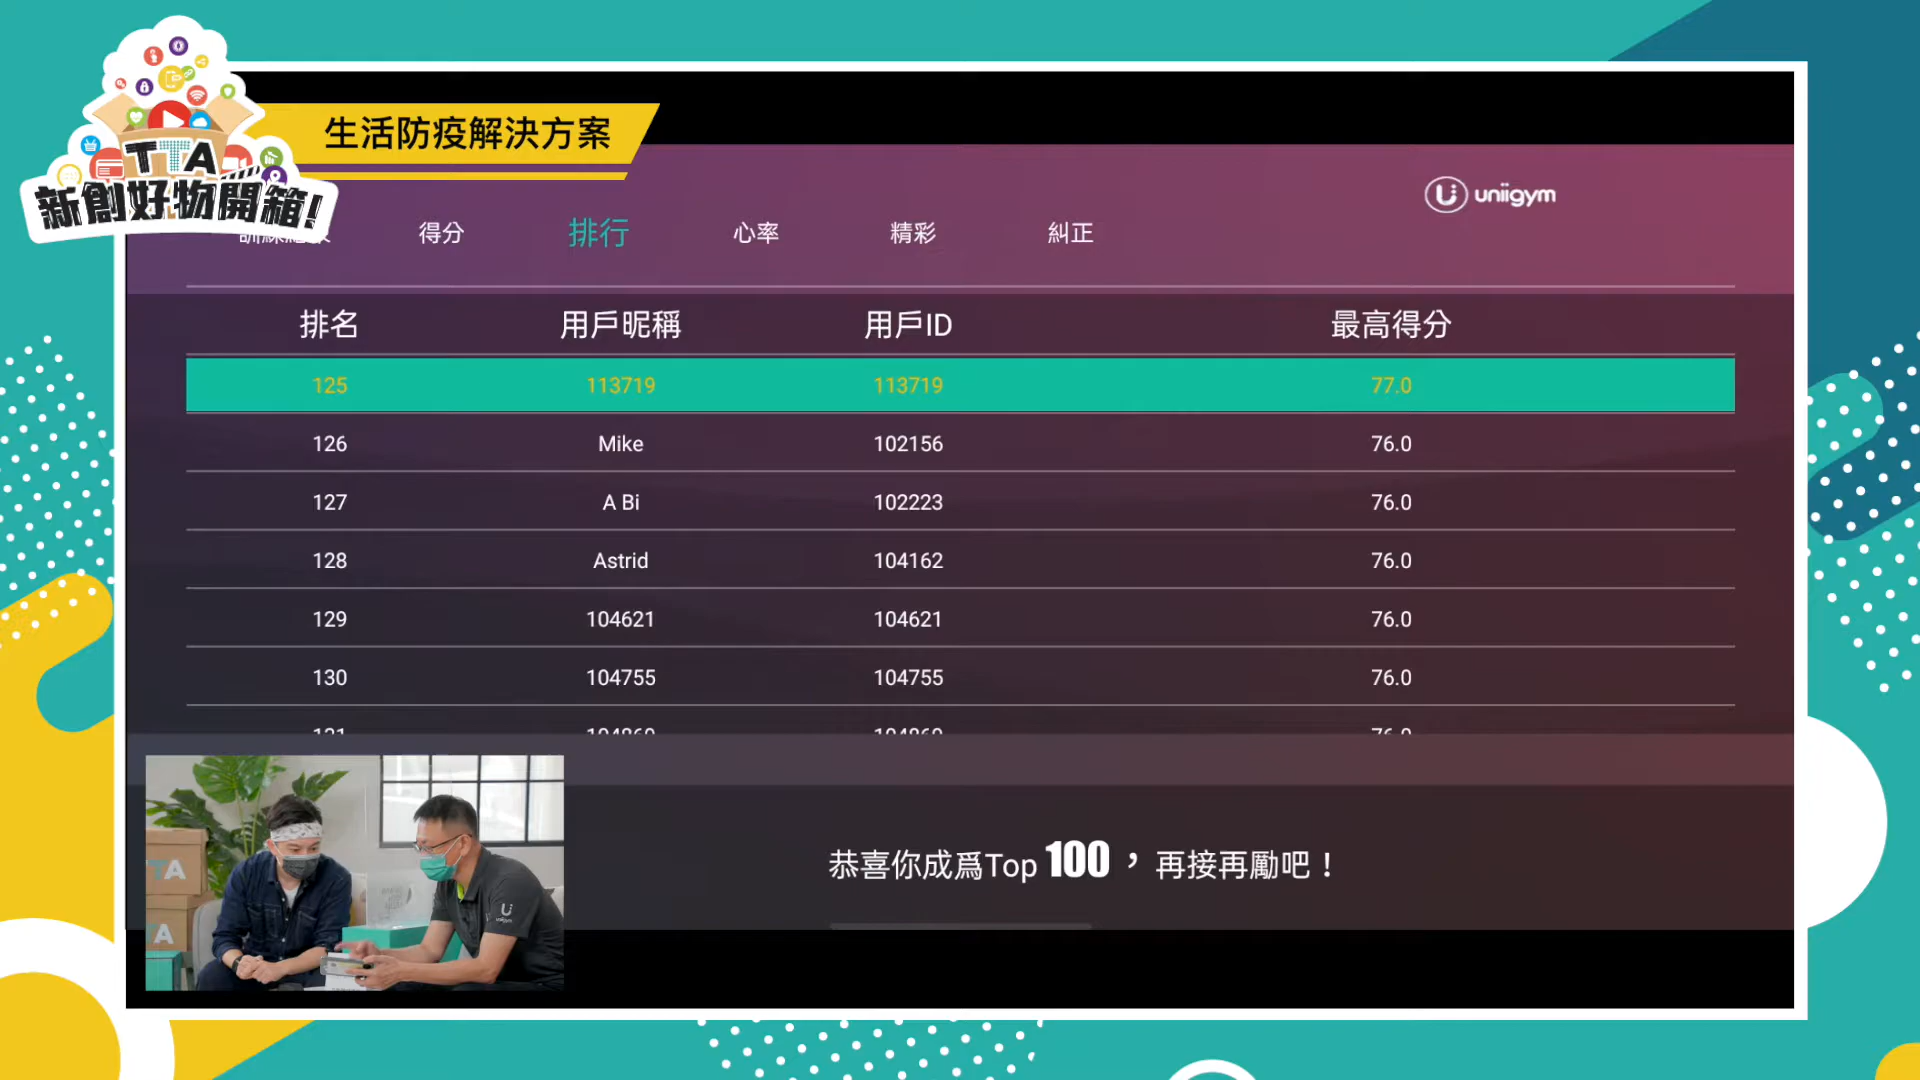 生活防疫解決方案
TTA
新創好物開箱!
uniigym
得分 排行 心率 精彩 糾正
排名 用戶昵稱 用戶ID 最高得分
125 113719 113719 77.0
126 Mike 102156 76.0
127 A Bi 102223 76.0
128 Astrid 104162 76.0
129 104621 104621 76.0
130 104755 104755 76.0
恭喜你成爲Top 100，再接再勵吧！
TA
TA
uniigym